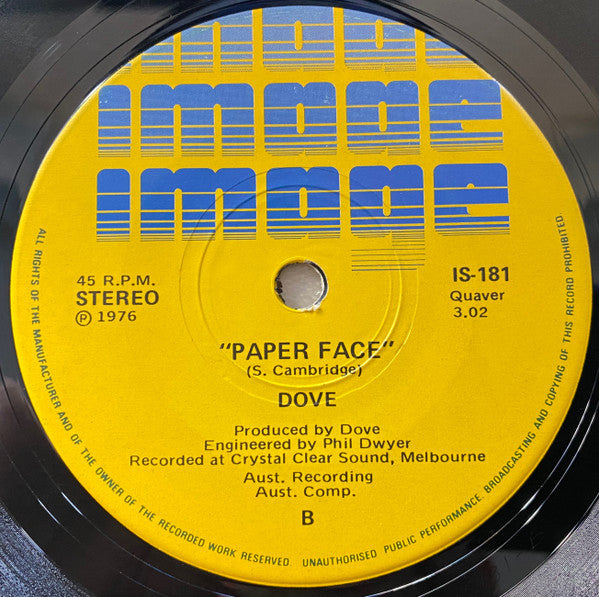 image
image
image
45 R.P.M.
STEREO
Ⓟ 1976
IS-181
Quaver
3.02
"PAPER FACE"
(S. Cambridge)
DOVE
Produced by Dove
Engineered by Phil Dwyer
Recorded at Crystal Clear Sound, Melbourne
Aust. Recording
Aust. Comp.
B
ALL RIGHTS OF THE MANUFACTURER AND OF THE OWNER OF THE RECORDED WORK RESERVED. UNAUTHORISED PUBLIC PERFORMANCE BROADCASTING AND COPYING OF THIS RECORD PROHIBITED.